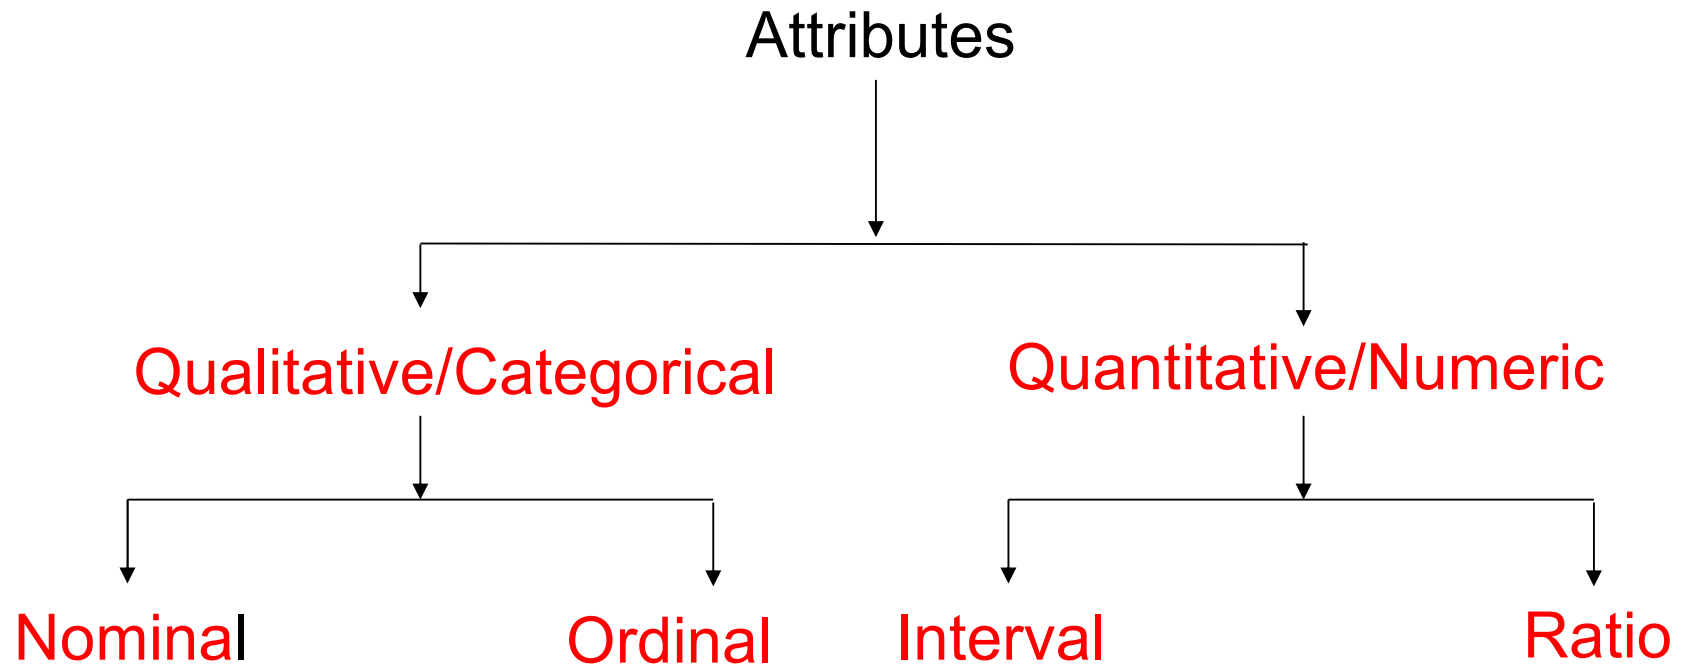 Attributes
Qualitative/Categorical
Quantitative/Numeric
Nominal
Ordinal
Interval
Ratio